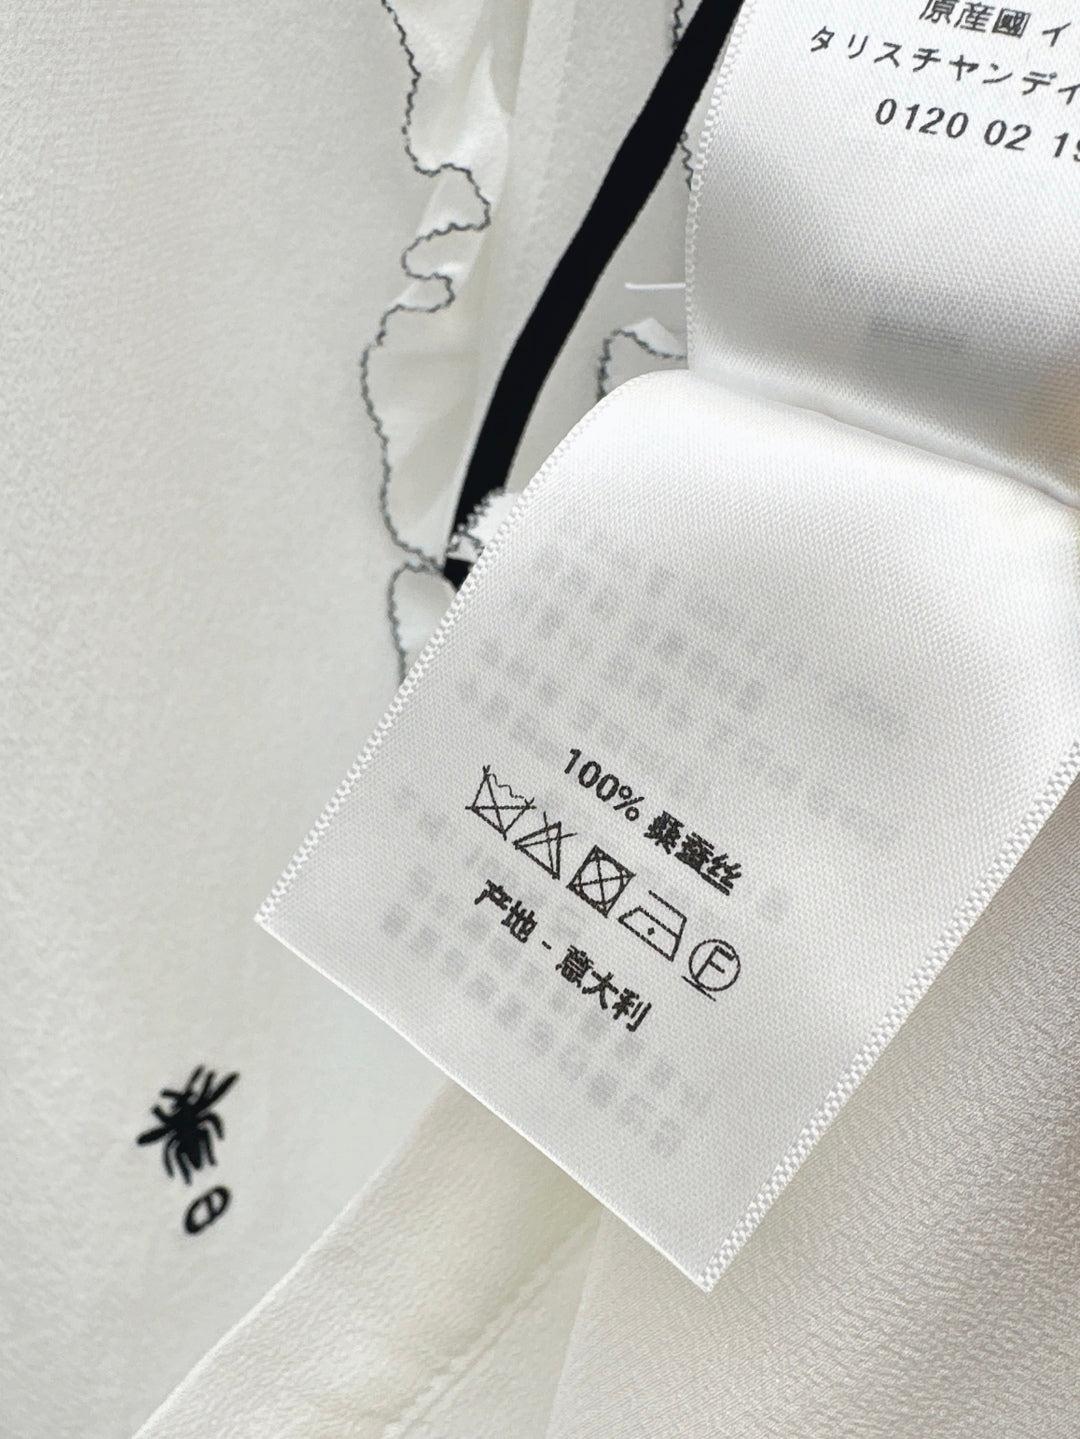 原産國 イ
タリスチャンディ
0120 02 19
100% 桑蚕丝
F
产地 - 意大利